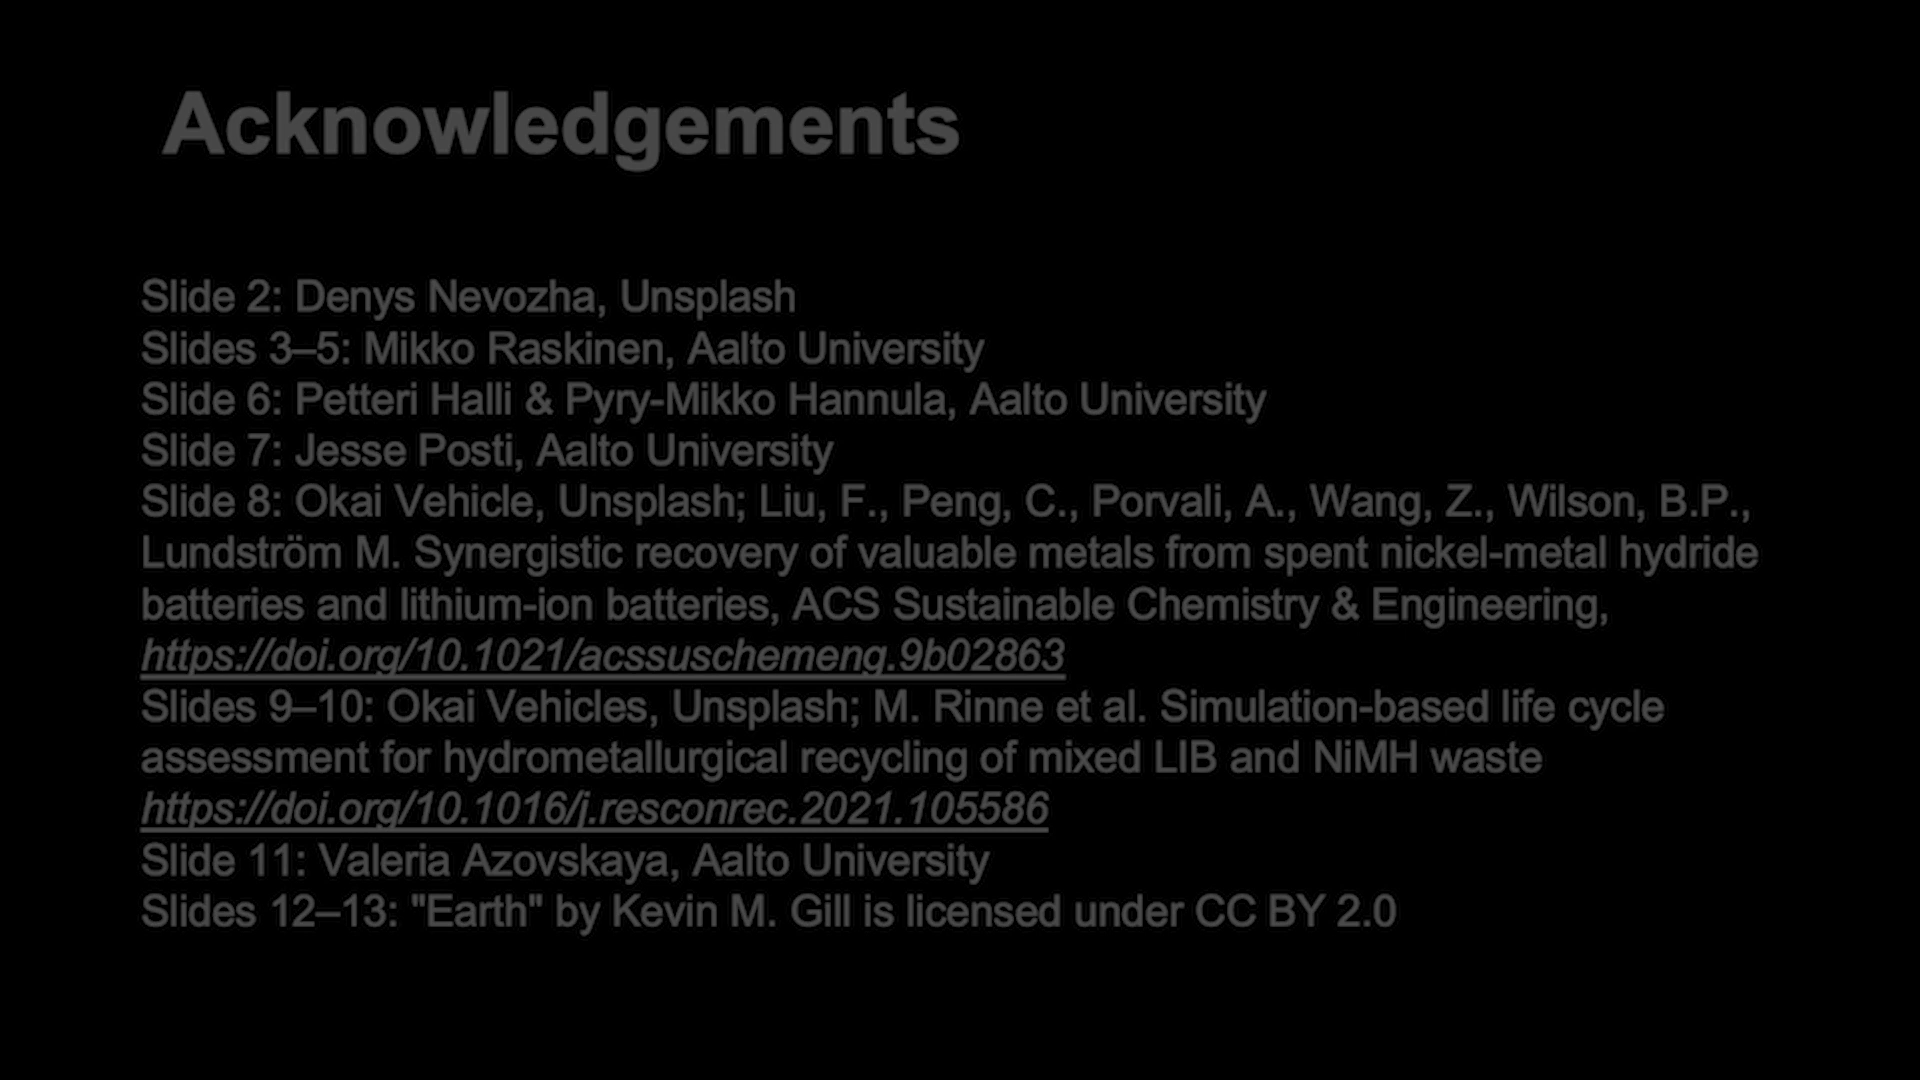 Acknowledgements
Slide 2: Denys Nevozha, Unsplash
Slides 3–5: Mikko Raskinen, Aalto University
Slide 6: Petteri Halli & Pyry-Mikko Hannula, Aalto University
Slide 7: Jesse Posti, Aalto University
Slide 8: Okai Vehicle, Unsplash; Liu, F., Peng, C., Porvali, A., Wang, Z., Wilson, B.P.,
Lundström M. Synergistic recovery of valuable metals from spent nickel-metal hydride
batteries and lithium-ion batteries, ACS Sustainable Chemistry & Engineering,
https://doi.org/10.1021/acssuschemeng.9b02863
Slides 9–10: Okai Vehicles, Unsplash; M. Rinne et al. Simulation-based life cycle
assessment for hydrometallurgical recycling of mixed LIB and NiMH waste
https://doi.org/10.1016/j.resconrec.2021.105586
Slide 11: Valeria Azovskaya, Aalto University
Slides 12–13: "Earth" by Kevin M. Gill is licensed under CC BY 2.0